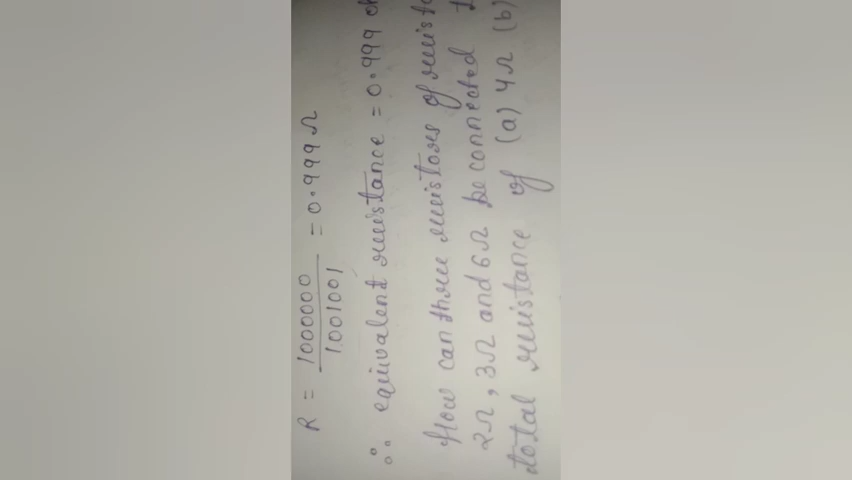 R = 1000000 / 1001001 = 0.999 Ω
∴ equivalent resistance = 0.999
How can three resistors of
2Ω, 3Ω and 6Ω be connected
total resistance of (a) 4Ω (b)